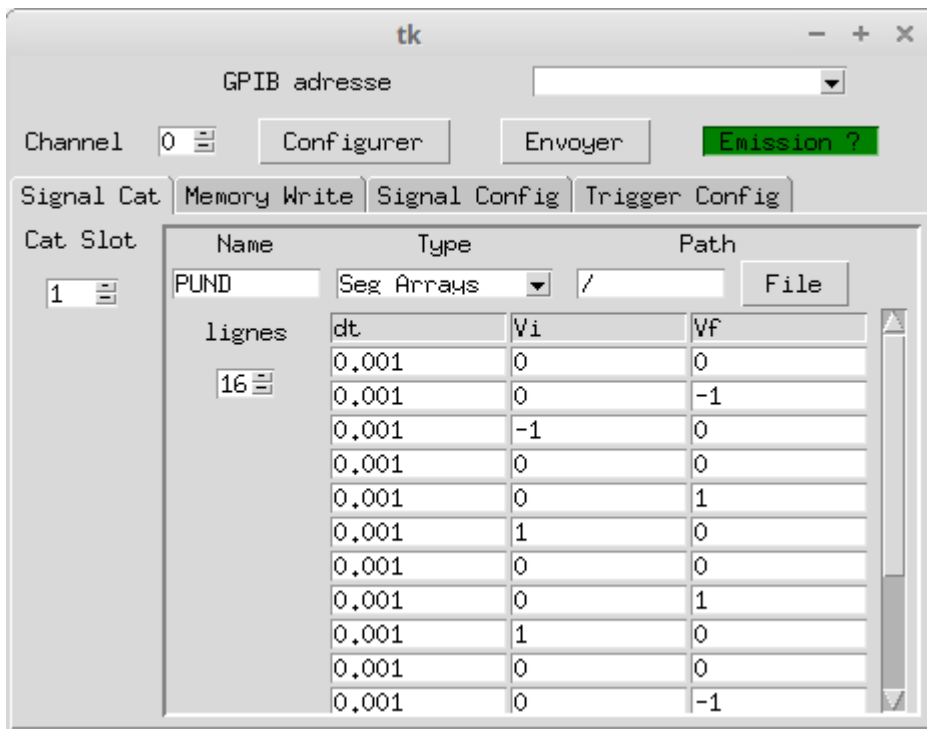 tk
GPIB adresse
Channel 0 Configurer Envoyer Emission ?
Signal Cat Memory Write Signal Config Trigger Config
Cat Slot Name Type Path
1 PUND Seg Arrays / File
lignes dt Vi Vf
0.001 0 0
16 0.001 0 -1
0.001 -1 0
0.001 0 0
0.001 0 1
0.001 1 0
0.001 0 0
0.001 0 1
0.001 1 0
0.001 0 0
0.001 0 -1